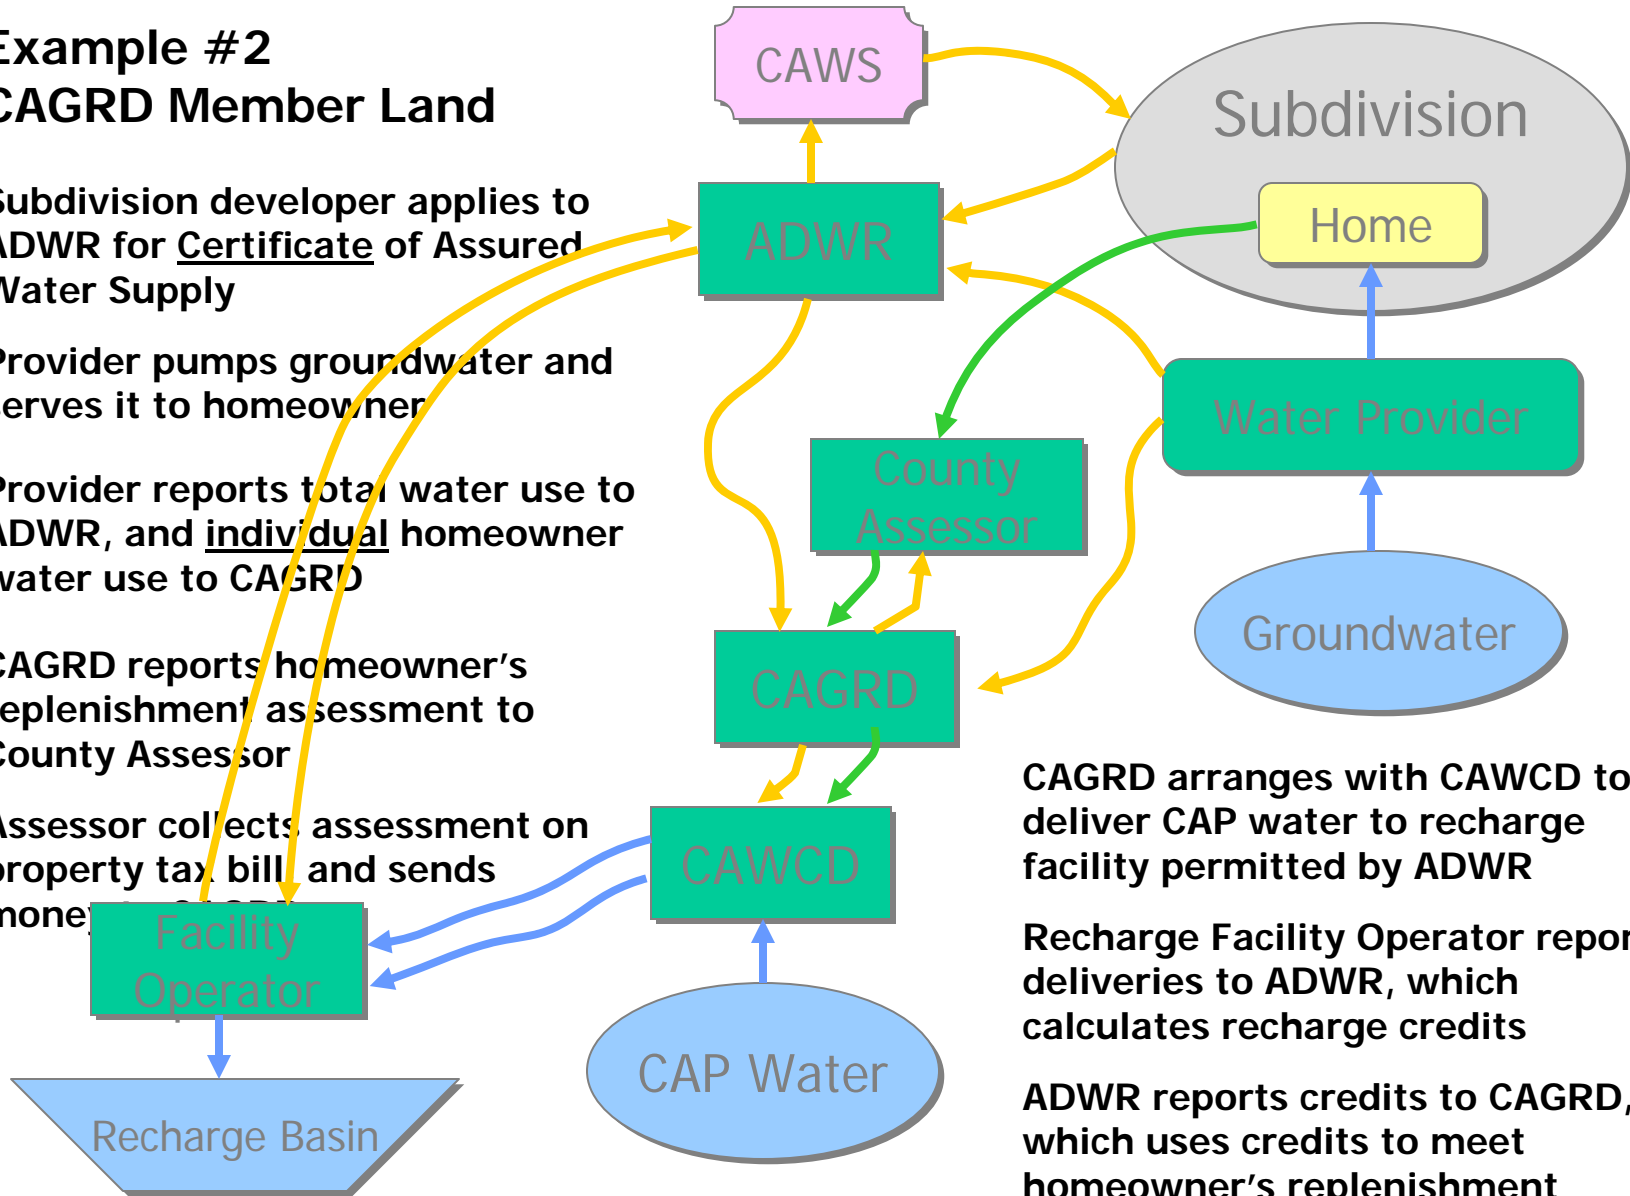 Example #2
CAGRD Member Land
Subdivision developer applies to
ADWR for Certificate of Assured
Water Supply
Provider pumps groundwater and
serves it to homeowner
Provider reports total water use to
ADWR, and individual homeowner
water use to CAGRD
CAGRD reports homeowner's
replenishment assessment to
County Assessor
Assessor collects assessment on
property tax bill, and sends
money
CAWS
Subdivision
Home
ADWR
Water Provider
County
Assessor
Groundwater
CAGRD
CAWCD
Facility
Operator
CAP Water
Recharge Basin
CAGRD arranges with CAWCD to
deliver CAP water to recharge
facility permitted by ADWR
Recharge Facility Operator repor
deliveries to ADWR, which
calculates recharge credits
ADWR reports credits to CAGRD,
which uses credits to meet
homeowner's replenishment